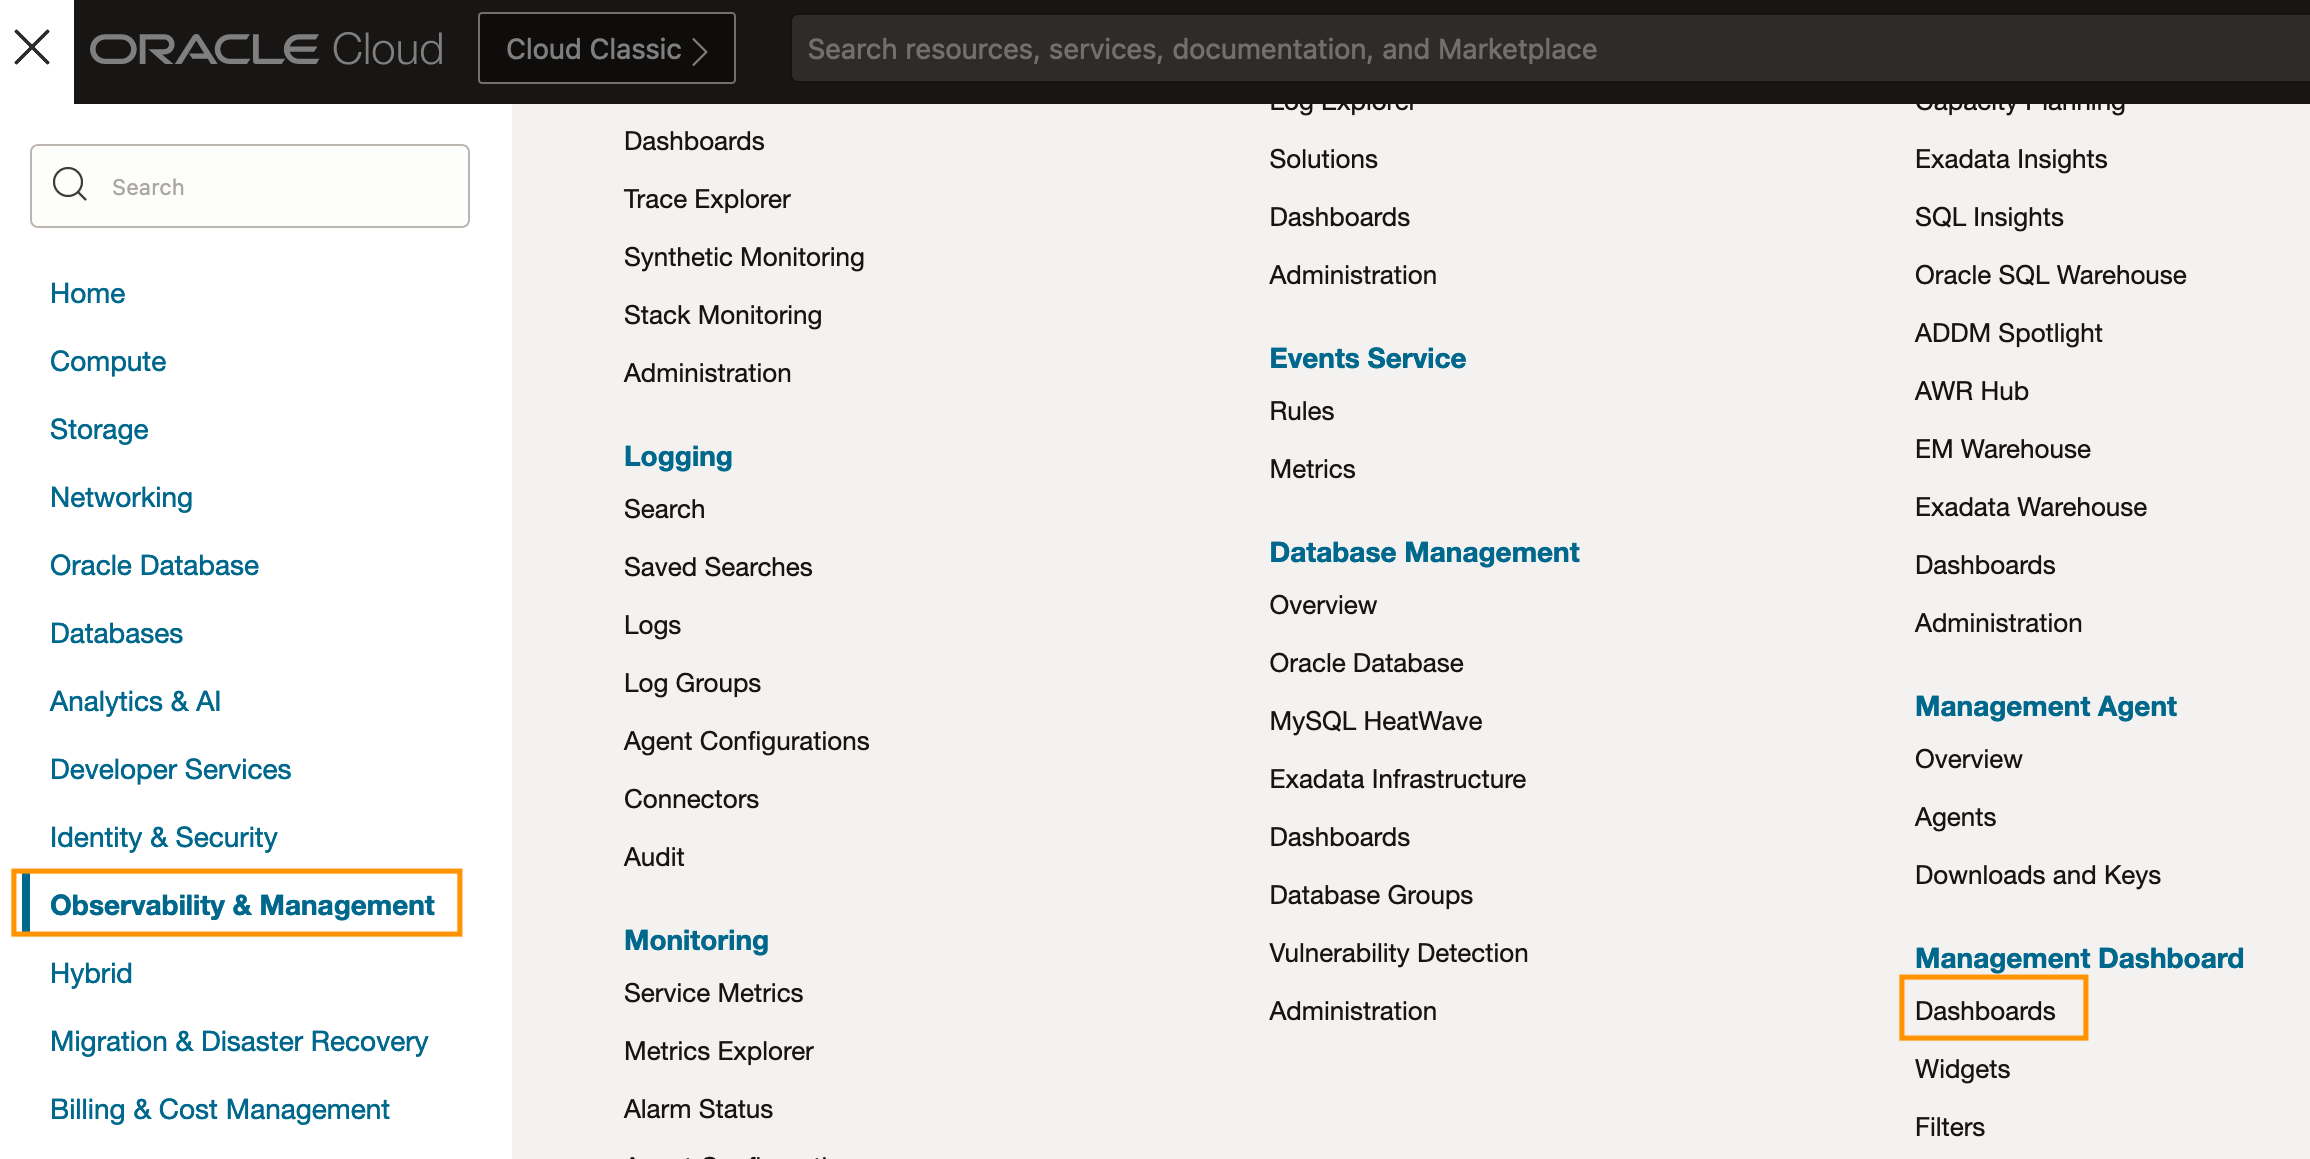 ORACLE Cloud
Cloud Classic
Search resources, services, documentation, and Marketplace
Search
Home
Compute
Storage
Networking
Oracle Database
Databases
Analytics & AI
Developer Services
Identity & Security
Observability & Management
Hybrid
Migration & Disaster Recovery
Billing & Cost Management
Dashboards
Trace Explorer
Synthetic Monitoring
Stack Monitoring
Administration
Logging
Search
Saved Searches
Logs
Log Groups
Agent Configurations
Connectors
Audit
Monitoring
Service Metrics
Metrics Explorer
Alarm Status
Log Explorer
Solutions
Dashboards
Administration
Events Service
Rules
Metrics
Database Management
Overview
Oracle Database
MySQL HeatWave
Exadata Infrastructure
Dashboards
Database Groups
Vulnerability Detection
Administration
Capacity Planning
Exadata Insights
SQL Insights
Oracle SQL Warehouse
ADDM Spotlight
AWR Hub
EM Warehouse
Exadata Warehouse
Dashboards
Administration
Management Agent
Overview
Agents
Downloads and Keys
Management Dashboard
Dashboards
Widgets
Filters